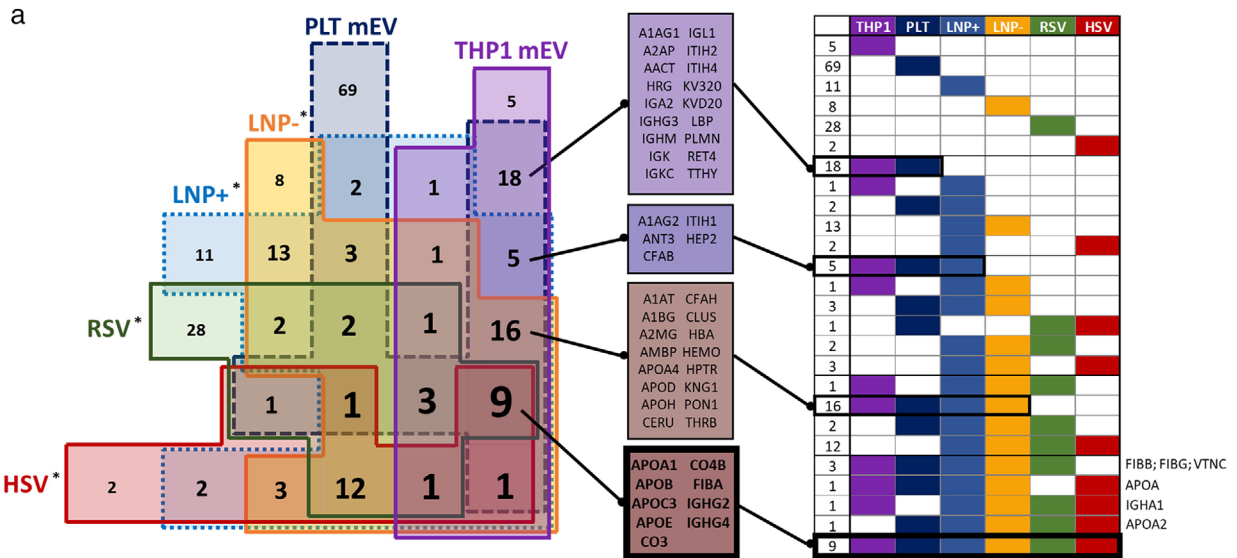 a
PLT mEV
THP1 mEV
69
5
LNP-*
8
2
1
18
LNP+*
11
13
3
1
5
RSV*
28
2
2
1
16
1
1
3
9
HSV*
2
2
3
12
1
1
A1AG1 IGL1
A2AP ITIH2
AACT ITIH4
HRG KV320
IGA2 KVD20
IGHG3 LBP
IGHM PLMN
IGK RET4
IGKC TTHY
A1AG2 ITIH1
ANT3 HEP2
CFAB
A1AT CFAH
A1BG CLUS
A2MG HBA
AMBP HEMO
APOA4 HPTR
APOD KNG1
APOH PON1
CERU THRB
APOA1 CO4B
APOB FIBA
APOC3 IGHG2
APOE IGHG4
CO3
THP1 PLT LNP+ LNP- RSV HSV
5
69
11
8
28
2
18
1
2
13
2
5
1
3
1
2
3
1
16
2
12
3 FIBB; FIBG; VTNC
1 APOA
1 IGHA1
1 APOA2
9